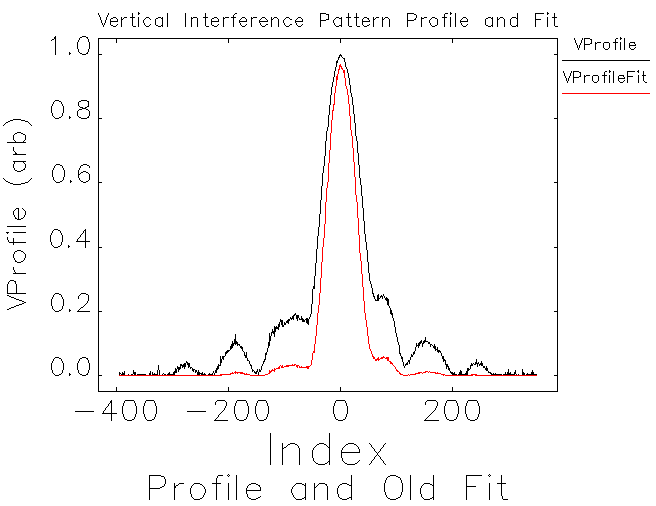 Vertical Interference Pattern Profile and Fit
VProfile
VProfileFit
1.0
0.8
0.6
0.4
0.2
0.0
VProfile (arb)
−400 −200 0 200
Index
Profile and Old Fit